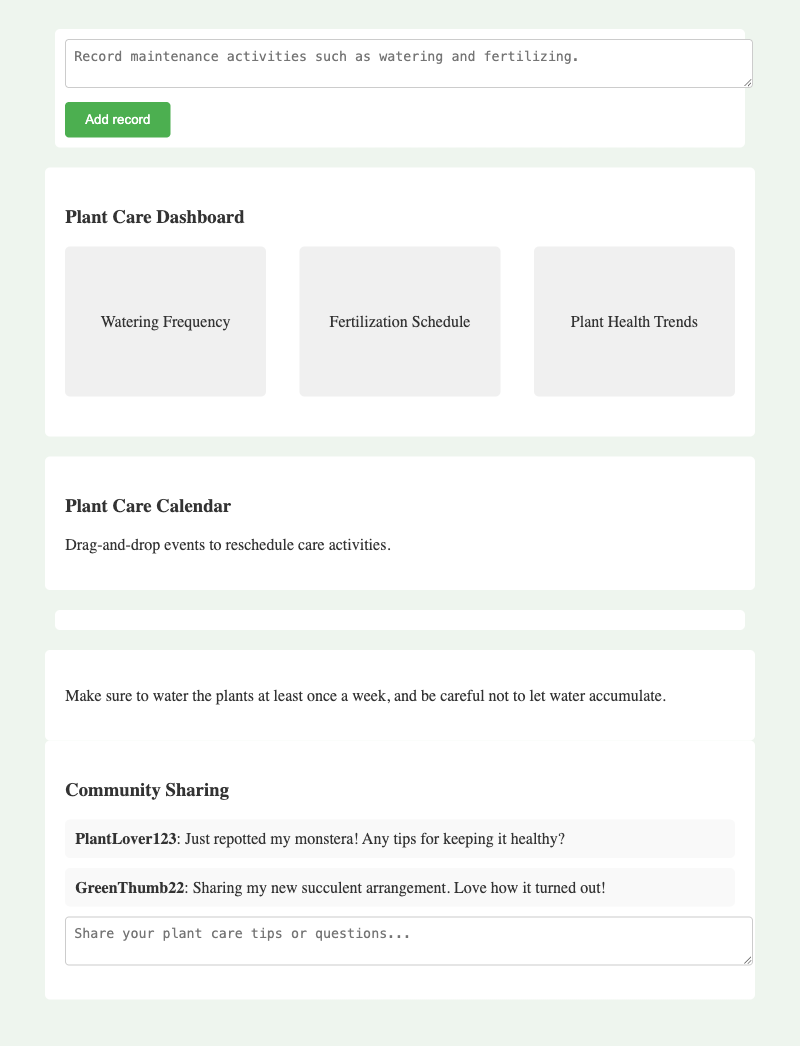 Record maintenance activities such as watering and fertilizing.
Add record
Plant Care Dashboard
Watering Frequency
Fertilization Schedule
Plant Health Trends
Plant Care Calendar
Drag-and-drop events to reschedule care activities.
Make sure to water the plants at least once a week, and be careful not to let water accumulate.
Community Sharing
PlantLover123: Just repotted my monstera! Any tips for keeping it healthy?
GreenThumb22: Sharing my new succulent arrangement. Love how it turned out!
Share your plant care tips or questions...